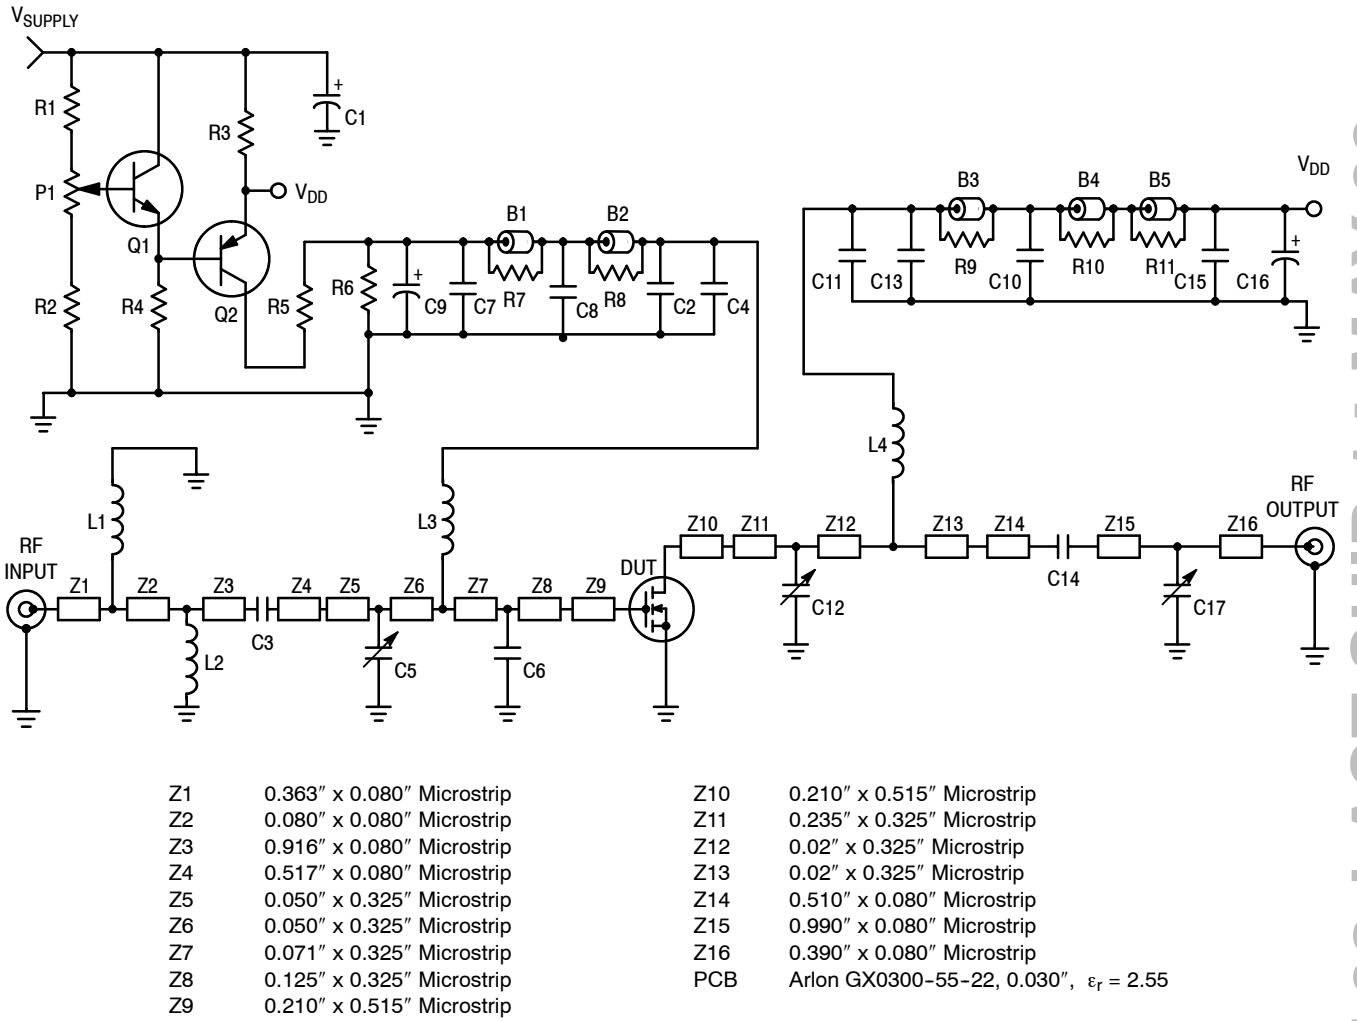 VSUPPLY
R1
R3
+
C1
P1
VDD
Q1
R2
R4
Q2
R5
R6
+
C9
C7
B1
R7
C8
B2
R8
C2
C4
VDD
B3
B4
B5
C11
C13
R9
C10
R10
R11
C15
C16
+
L1
L3
L4
RF
INPUT
Z1
Z2
Z3
Z4
Z5
Z6
Z7
Z8
Z9
DUT
L2
C3
C5
C6
Z10
Z11
Z12
Z13
Z14
Z15
Z16
RF
OUTPUT
C12
C14
C17
Z1 0.363″ x 0.080″ Microstrip
Z2 0.080″ x 0.080″ Microstrip
Z3 0.916″ x 0.080″ Microstrip
Z4 0.517″ x 0.080″ Microstrip
Z5 0.050″ x 0.325″ Microstrip
Z6 0.050″ x 0.325″ Microstrip
Z7 0.071″ x 0.325″ Microstrip
Z8 0.125″ x 0.325″ Microstrip
Z9 0.210″ x 0.515″ Microstrip
Z10 0.210″ x 0.515″ Microstrip
Z11 0.235″ x 0.325″ Microstrip
Z12 0.02″ x 0.325″ Microstrip
Z13 0.02″ x 0.325″ Microstrip
Z14 0.510″ x 0.080″ Microstrip
Z15 0.990″ x 0.080″ Microstrip
Z16 0.390″ x 0.080″ Microstrip
PCB Arlon GX0300-55-22, 0.030″, εr = 2.55